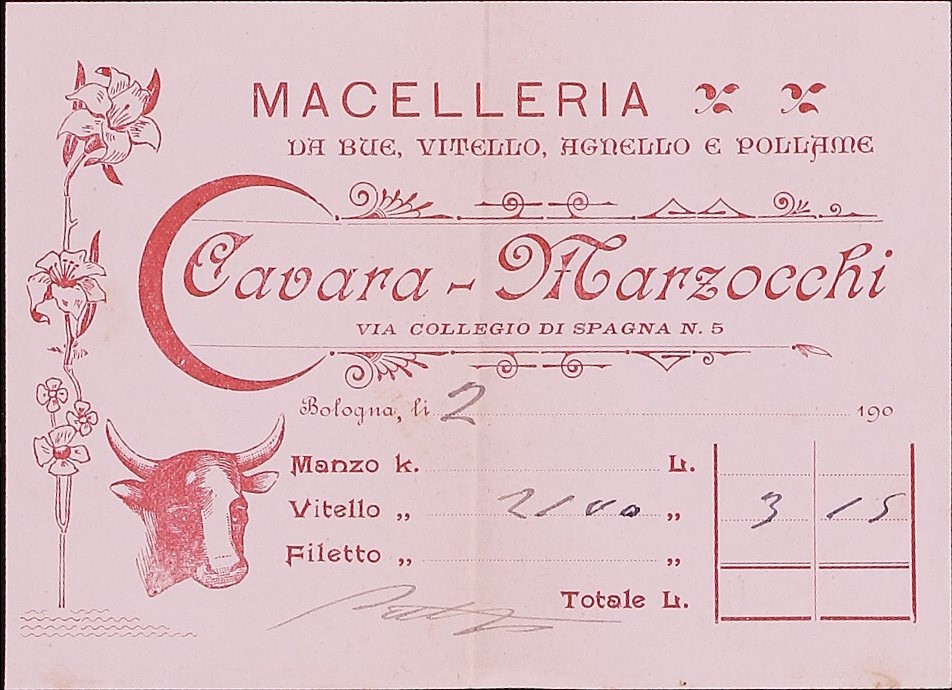 MACELLERIA
DA BUE, VITELLO, AGNELLO E POLLAME
Cavara - Marzocchi
VIA COLLEGIO DI SPAGNA N. 5
Bologna, li 2 190
Manzo k. L.
Vitello „ „ 3 15
Filetto „ „
Totale L.